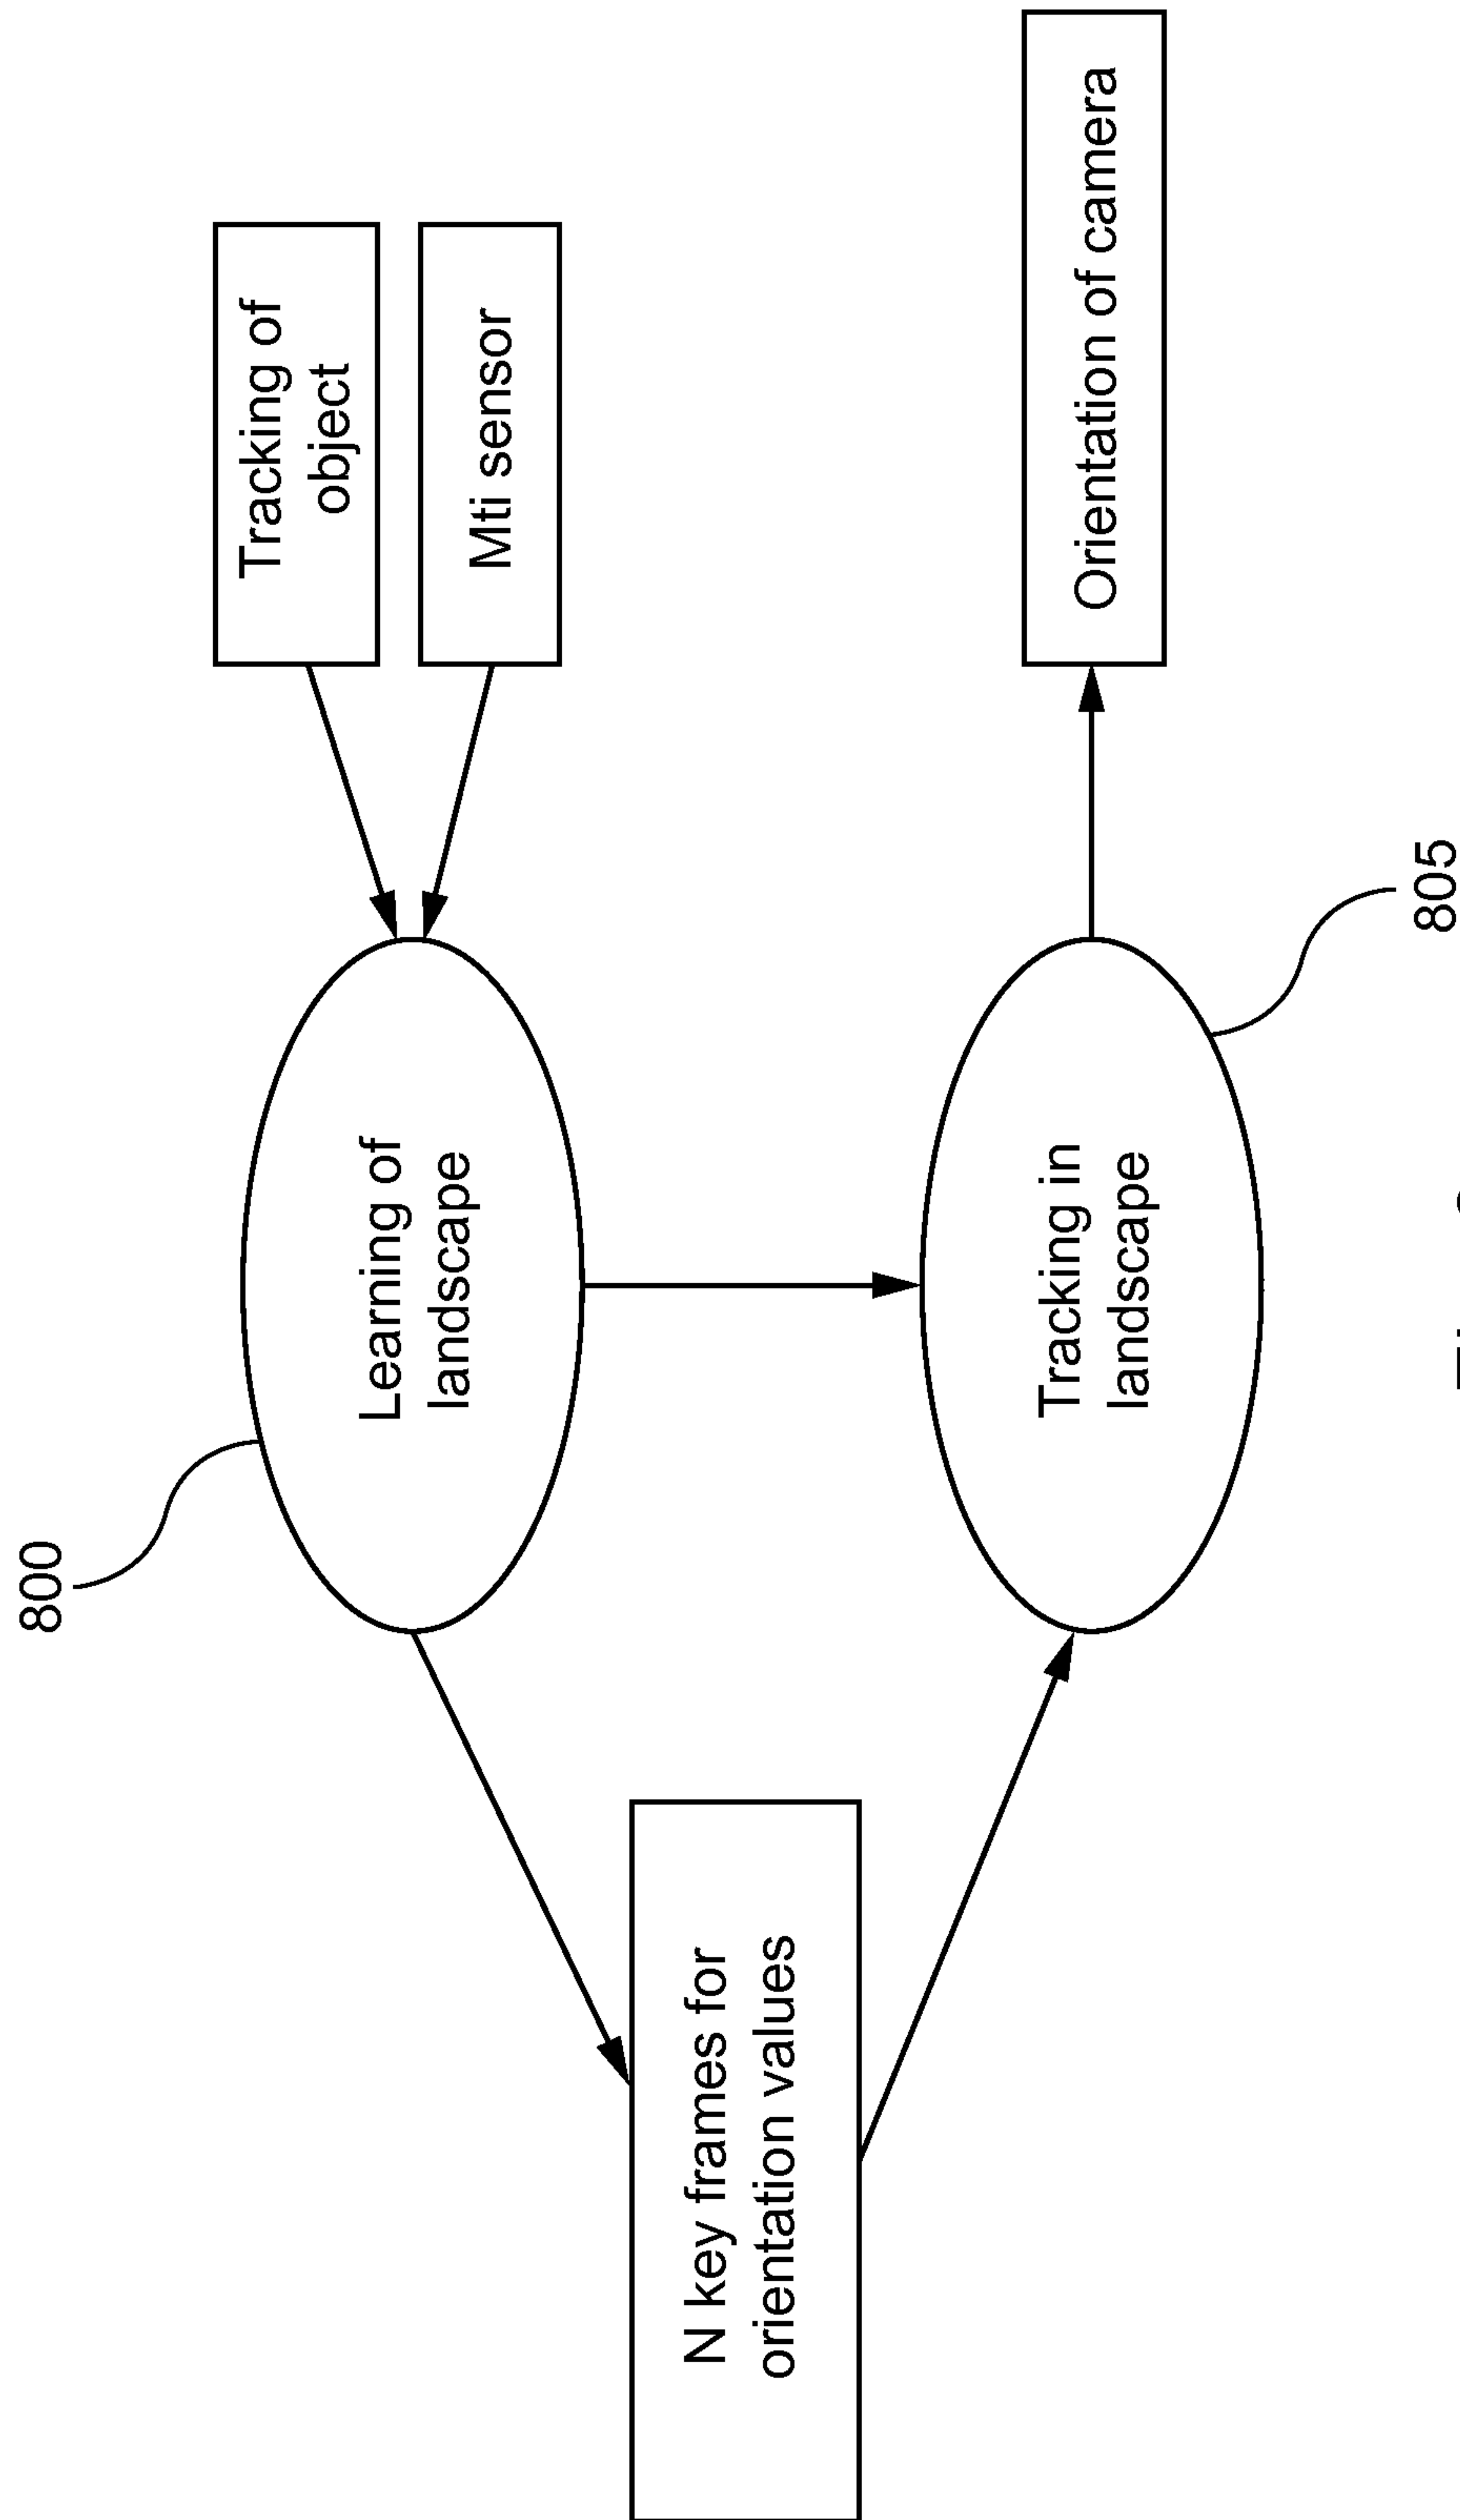 800
Learning of
landscape
Tracking of
object
Mti sensor
N key frames for
orientation values
Tracking in
landscape
Orientation of camera
805